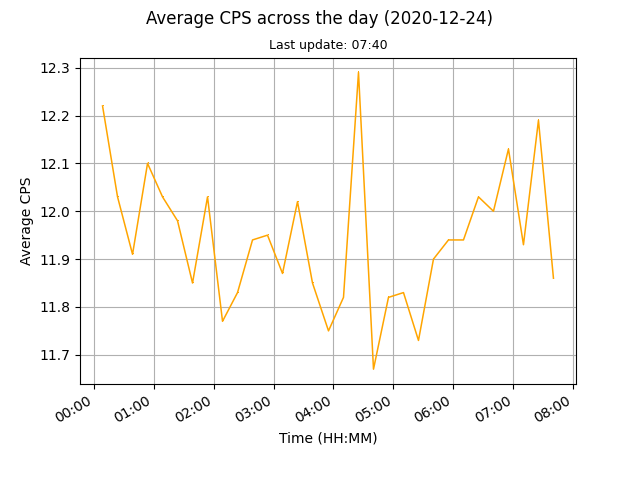 Average CPS across the day (2020-12-24)
Last update: 07:40
12.3
12.2
12.1
12.0
11.9
11.8
11.7
Average CPS
00:00 01:00 02:00 03:00 04:00 05:00 06:00 07:00 08:00
Time (HH:MM)